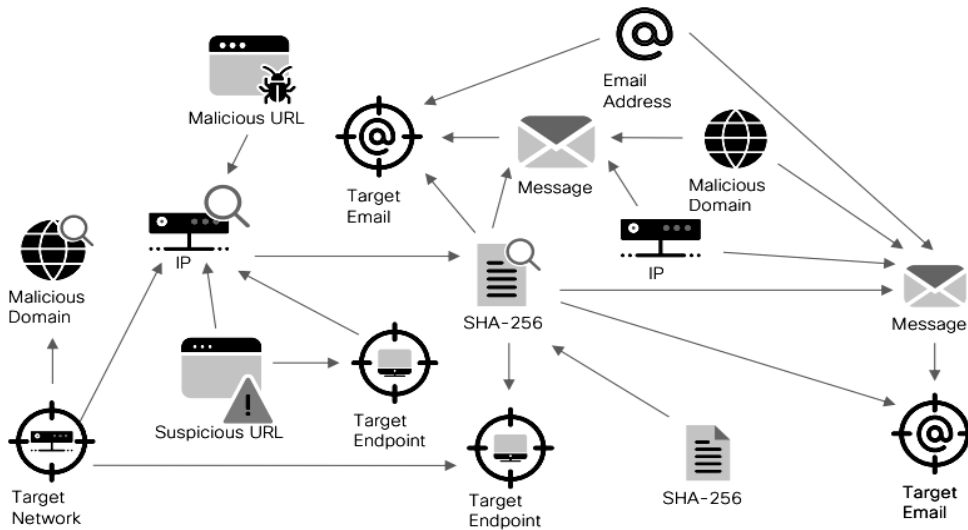 Email
Address
Malicious URL
Target
Email
Message
Malicious
Domain
IP
IP
Malicious
Domain
SHA-256
Message
Suspicious URL
Target
Endpoint
Target
Network
Target
Endpoint
SHA-256
Target
Email